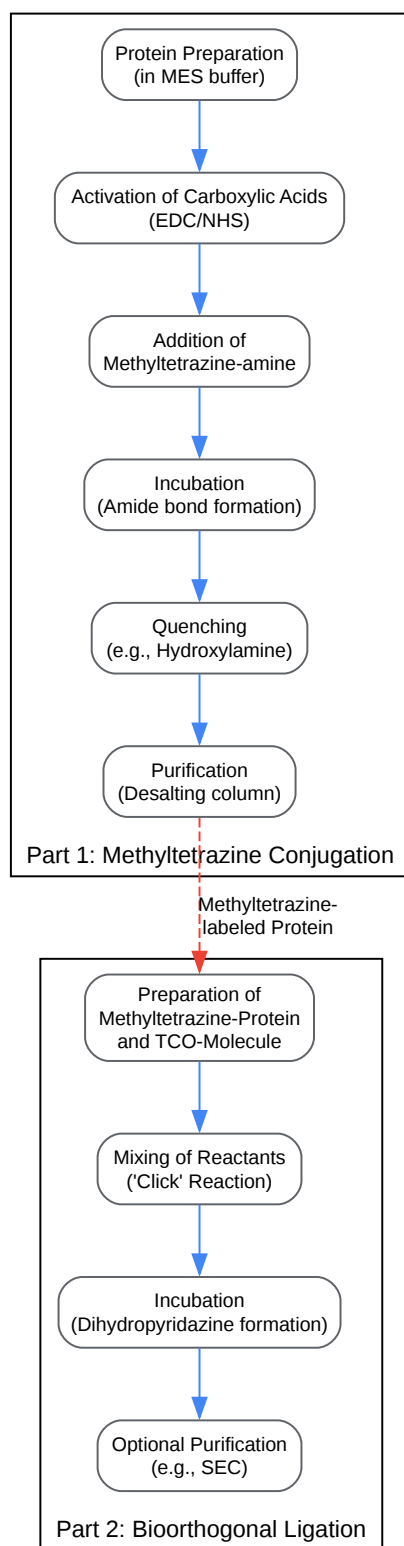 Protein Preparation
(in MES buffer)
Activation of Carboxylic Acids
(EDC/NHS)
Addition of
Methyltetrazine-amine
Incubation
(Amide bond formation)
Quenching
(e.g., Hydroxylamine)
Purification
(Desalting column)
Part 1: Methyltetrazine Conjugation
Methyltetrazine-
labeled Protein
Preparation of
Methyltetrazine-Protein
and TCO-Molecule
Mixing of Reactants
('Click' Reaction)
Incubation
(Dihydropyridazine formation)
Optional Purification
(e.g., SEC)
Part 2: Bioorthogonal Ligation